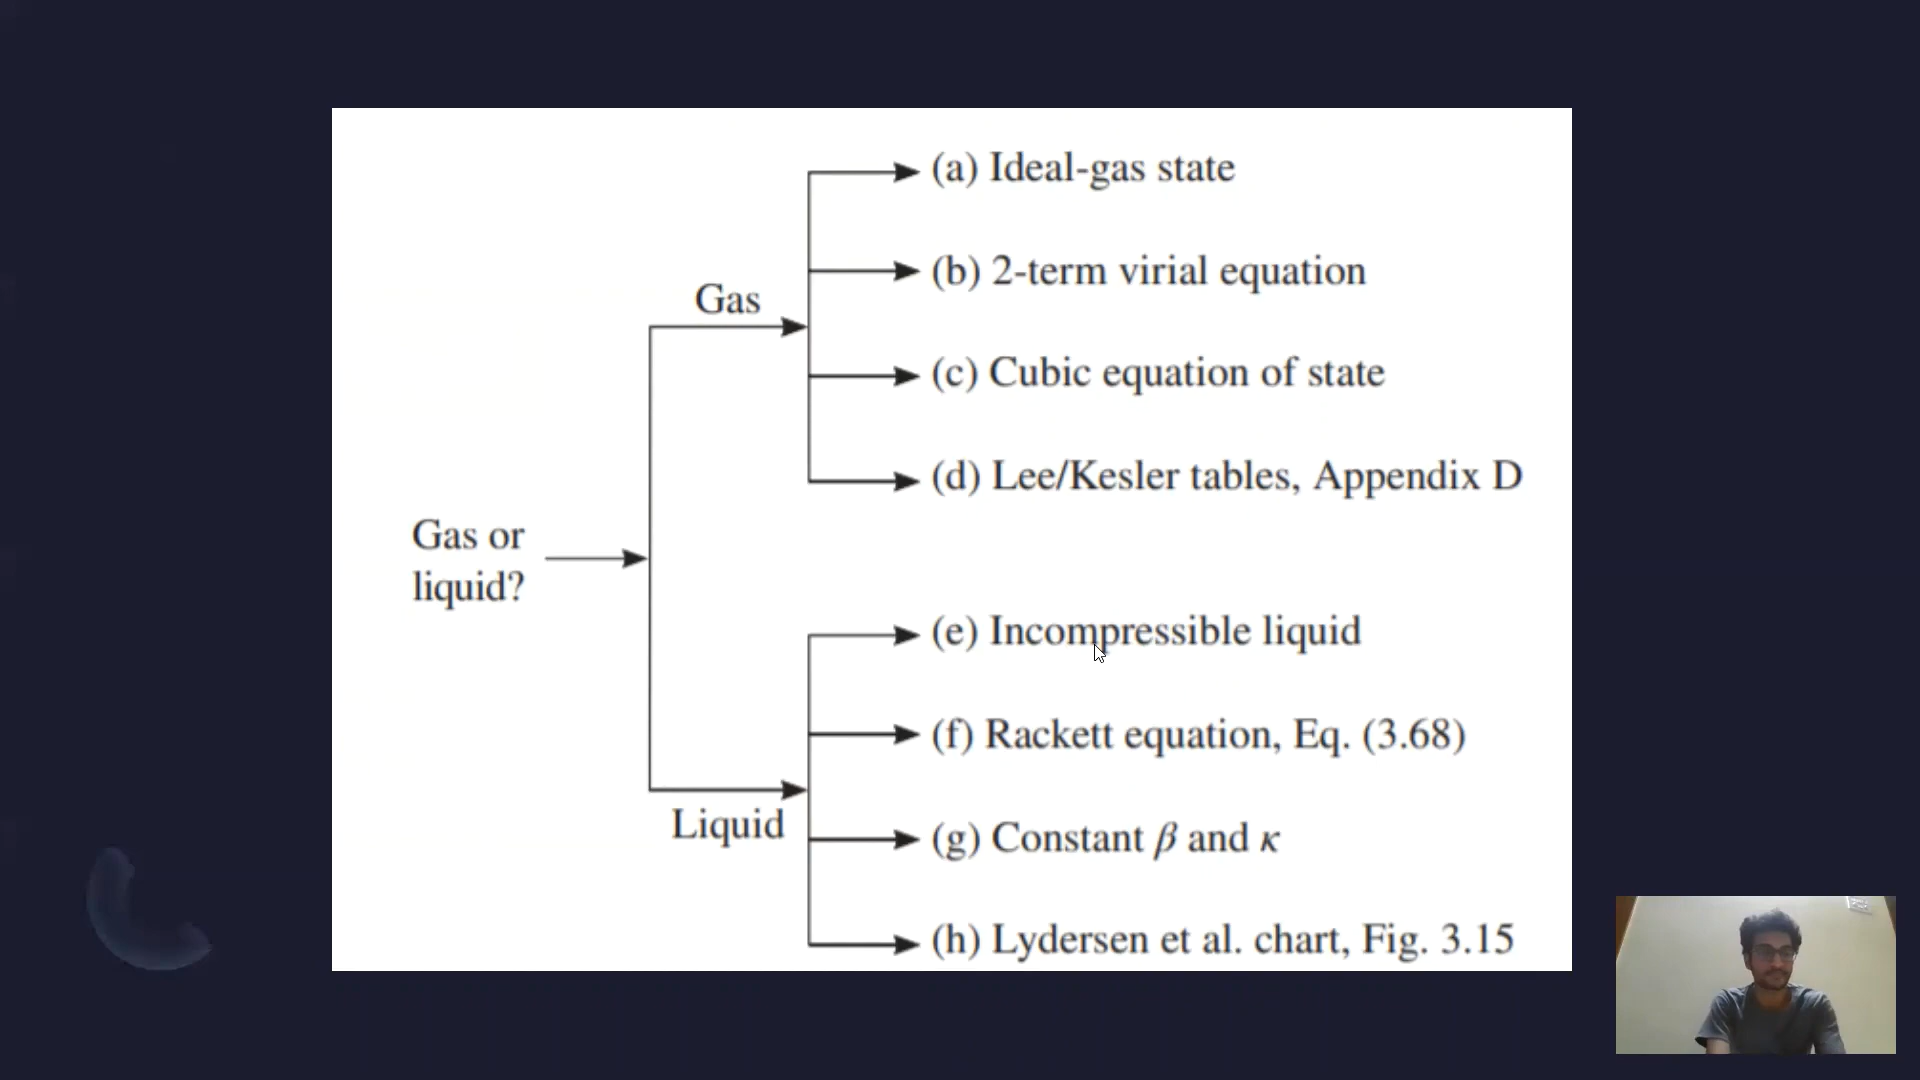 (a) Ideal-gas state
(b) 2-term virial equation
Gas
(c) Cubic equation of state
(d) Lee/Kesler tables, Appendix D
Gas or
liquid?
(e) Incompressible liquid
(f) Rackett equation, Eq. (3.68)
Liquid
(g) Constant β and κ
(h) Lydersen et al. chart, Fig. 3.15